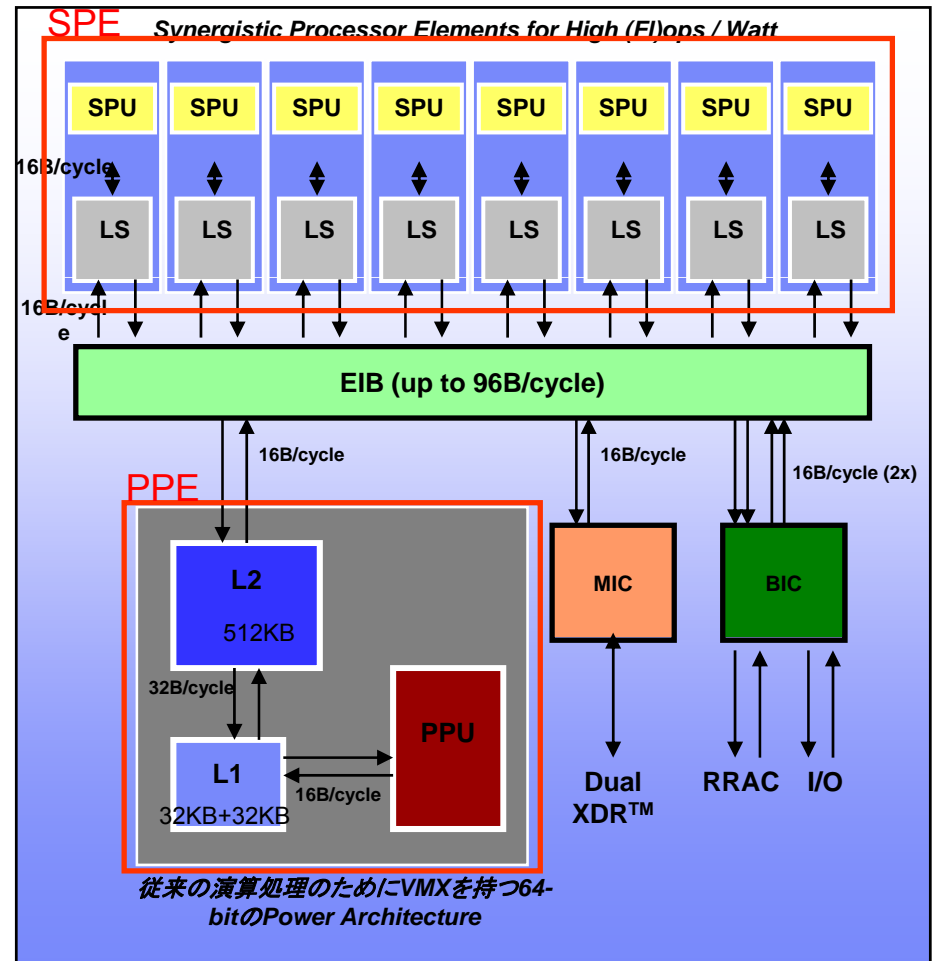 SPE
Synergistic Processor Elements for High (Fl)ops / Watt
SPU SPU SPU SPU SPU SPU SPU SPU
16B/cycle
LS LS LS LS LS LS LS LS
16B/cycl
e
EIB (up to 96B/cycle)
16B/cycle
16B/cycle
16B/cycle (2x)
PPE
L2
512KB
MIC
BIC
32B/cycle
PPU
L1
32KB+32KB
16B/cycle
Dual
XDR™
RRAC I/O
従来の演算処理のためにVMXを持つ64-
bitのPower Architecture